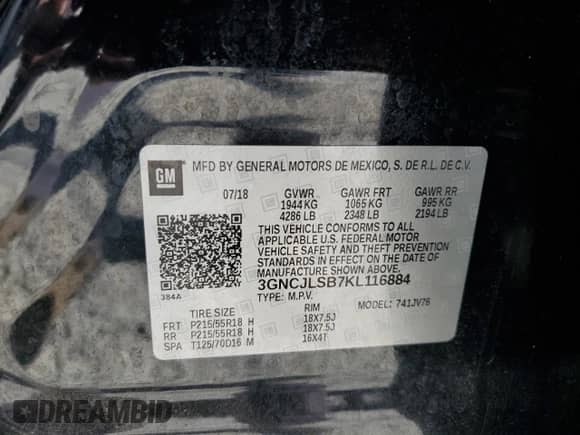 GM
MFD BY GENERAL MOTORS DE MEXICO, S. DE R.L. DE C.V.
07/18 GVWR GAWR FRT GAWR RR
1944 KG 1065 KG 995 KG
4286 LB 2348 LB 2194 LB
THIS VEHICLE CONFORMS TO ALL
APPLICABLE U.S. FEDERAL MOTOR
VEHICLE SAFETY AND THEFT PREVENTION
STANDARDS IN EFFECT ON THE DATE OF
MANUFACTURE SHOWN ABOVE.
384A
3GNCJLSB7KL116884
TYPE: M.P.V. MODEL: 741JV76
TIRE SIZE RIM
FRT P215/55R18 H 18X7.5J
RR P215/55R18 H 18X7.5J
SPA T125/70D16 M 16X4T
DREAMBID